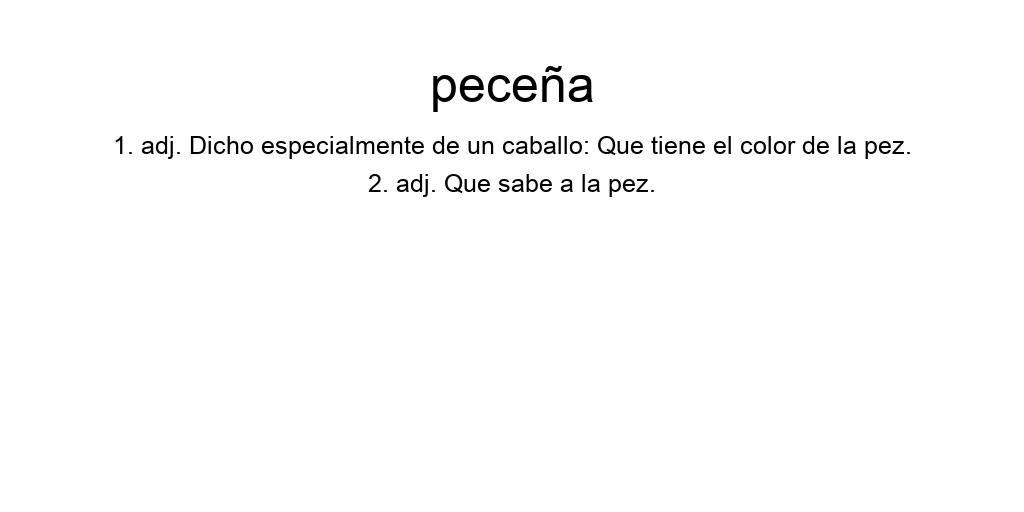 peceña
1. adj. Dicho especialmente de un caballo: Que tiene el color de la pez.
2. adj. Que sabe a la pez.